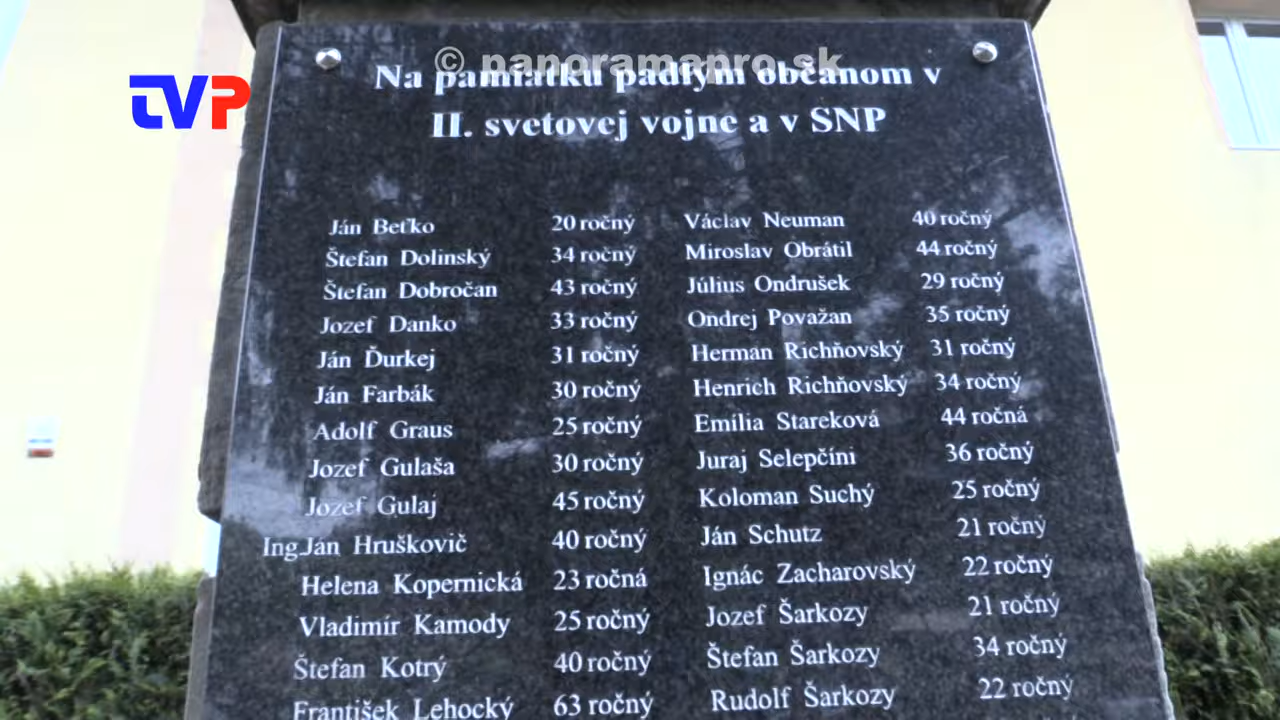 © panoramapro.sk
TVP
Na pamiatku padlým občanom v
II. svetovej vojne a v SNP
Ján Beťko 20 ročný
Štefan Dolinský 34 ročný
Štefan Dobročan 43 ročný
Jozef Danko 33 ročný
Ján Ďurkej 31 ročný
Ján Farbák 30 ročný
Adolf Graus 25 ročný
Jozef Gulaša 30 ročný
Jozef Gulaj 45 ročný
Ing.Ján Hruškovič 40 ročný
Helena Kopernická 23 ročná
Vladimír Kamody 25 ročný
Štefan Kotrý 40 ročný
František Lehocký 63 ročný
Václav Neuman 40 ročný
Miroslav Obrátil 44 ročný
Július Ondrušek 29 ročný
Ondrej Považan 35 ročný
Herman Richňovský 31 ročný
Henrich Richňovský 34 ročný
Emília Stareková 44 ročná
Juraj Selepčíni 36 ročný
Koloman Suchý 25 ročný
Ján Schutz 21 ročný
Ignác Zacharovský 22 ročný
Jozef Šarkozy 21 ročný
Štefan Šarkozy 34 ročný
Rudolf Šarkozy 22 ročný